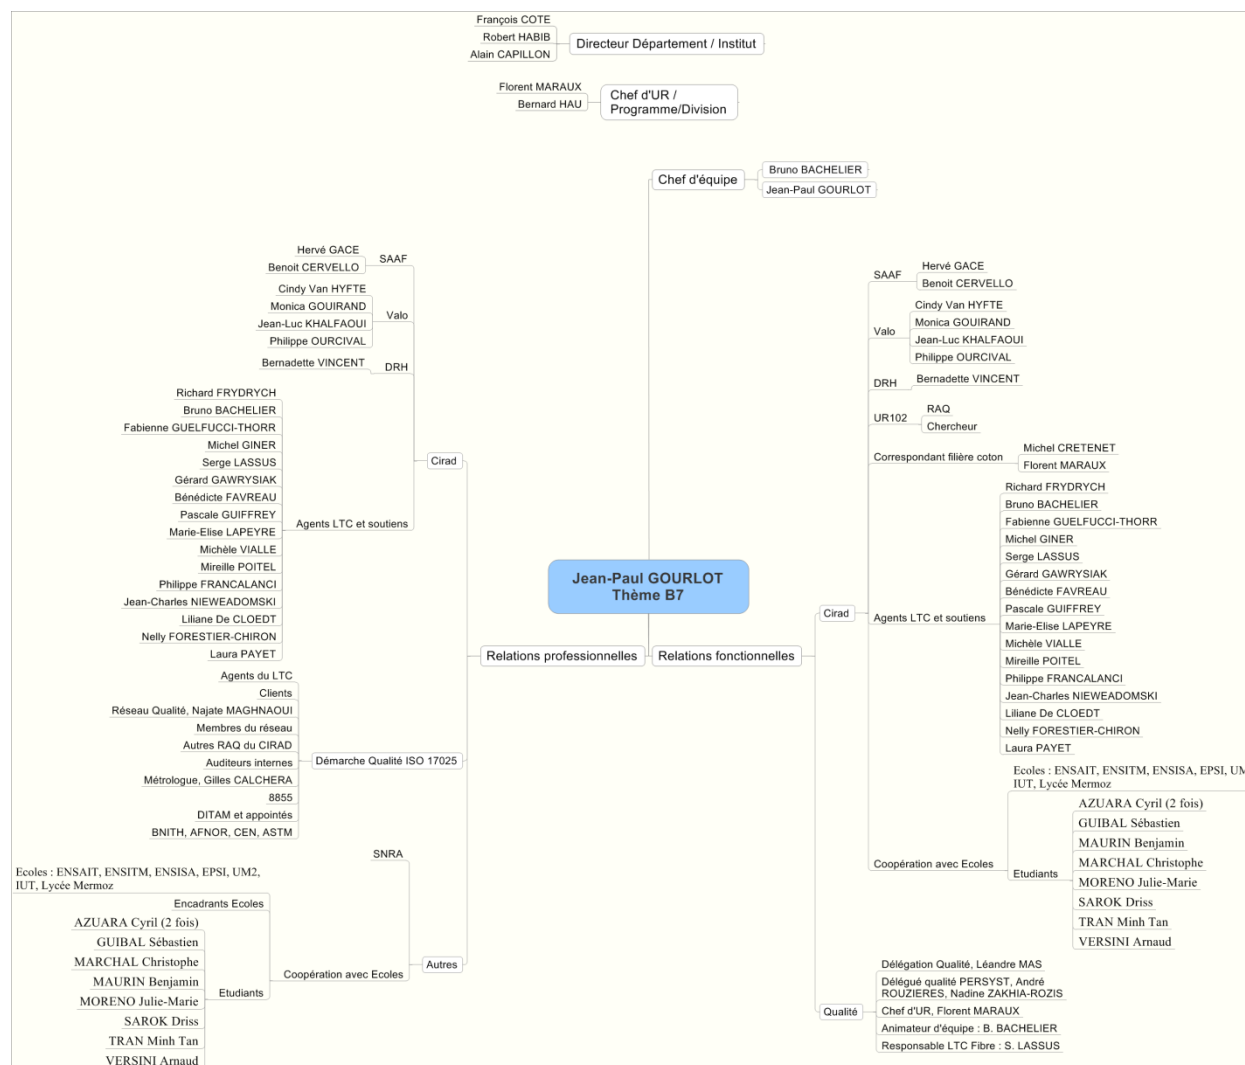 François COTE
Robert HABIB
Alain CAPILLON
Directeur Département / Institut
Florent MARAUX
Bernard HAU
Chef d'UR /
Programme/Division
Chef d'équipe
Bruno BACHELIER
Jean-Paul GOURLOT
Jean-Paul GOURLOT
Thème B7
Relations professionnelles
Cirad
SAAF
Hervé GACE
Benoit CERVELLO
Valo
Cindy Van HYFTE
Monica GOUIRAND
Jean-Luc KHALFAOUI
Philippe OURCIVAL
DRH
Bernadette VINCENT
Agents LTC et soutiens
Richard FRYDRYCH
Bruno BACHELIER
Fabienne GUELFUCCI-THORR
Michel GINER
Serge LASSUS
Gérard GAWRYSIAK
Bénédicte FAVREAU
Pascale GUIFFREY
Marie-Elise LAPEYRE
Michèle VIALLE
Mireille POITEL
Philippe FRANCALANCI
Jean-Charles NIEWEADOMSKI
Liliane De CLOEDT
Nelly FORESTIER-CHIRON
Laura PAYET
Démarche Qualité ISO 17025
Agents du LTC
Clients
Réseau Qualité, Najate MAGHNAOUI
Membres du réseau
Autres RAQ du CIRAD
Auditeurs internes
Métrologue, Gilles CALCHERA
8855
DITAM et appointés
BNITH, AFNOR, CEN, ASTM
Autres
SNRA
Coopération avec Ecoles
Ecoles : ENSAIT, ENSITM, ENSISA, EPSI, UM2,
IUT, Lycée Mermoz
Encadrants Ecoles
Etudiants
AZUARA Cyril (2 fois)
GUIBAL Sébastien
MARCHAL Christophe
MAURIN Benjamin
MORENO Julie-Marie
SAROK Driss
TRAN Minh Tan
VERSINI Arnaud
Relations fonctionnelles
Cirad
SAAF
Hervé GACE
Benoit CERVELLO
Valo
Cindy Van HYFTE
Monica GOUIRAND
Jean-Luc KHALFAOUI
Philippe OURCIVAL
DRH
Bernadette VINCENT
UR102
RAQ
Chercheur
Correspondant filière coton
Michel CRETENET
Florent MARAUX
Agents LTC et soutiens
Richard FRYDRYCH
Bruno BACHELIER
Fabienne GUELFUCCI-THORR
Michel GINER
Serge LASSUS
Gérard GAWRYSIAK
Bénédicte FAVREAU
Pascale GUIFFREY
Marie-Elise LAPEYRE
Michèle VIALLE
Mireille POITEL
Philippe FRANCALANCI
Jean-Charles NIEWEADOMSKI
Liliane De CLOEDT
Nelly FORESTIER-CHIRON
Laura PAYET
Coopération avec Ecoles
Ecoles : ENSAIT, ENSITM, ENSISA, EPSI,
IUT, Lycée Mermoz
Etudiants
AZUARA Cyril (2 fois)
GUIBAL Sébastien
MAURIN Benjamin
MARCHAL Christophe
MORENO Julie-Marie
SAROK Driss
TRAN Minh Tan
VERSINI Arnaud
Qualité
Délégation Qualité, Léandre MAS
Délégué qualité PERSYST, André
ROUZIERES, Nadine ZAKHIA-ROZIS
Chef d'UR, Florent MARAUX
Animateur d'équipe : B. BACHELIER
Responsable LTC Fibre : S. LASSUS